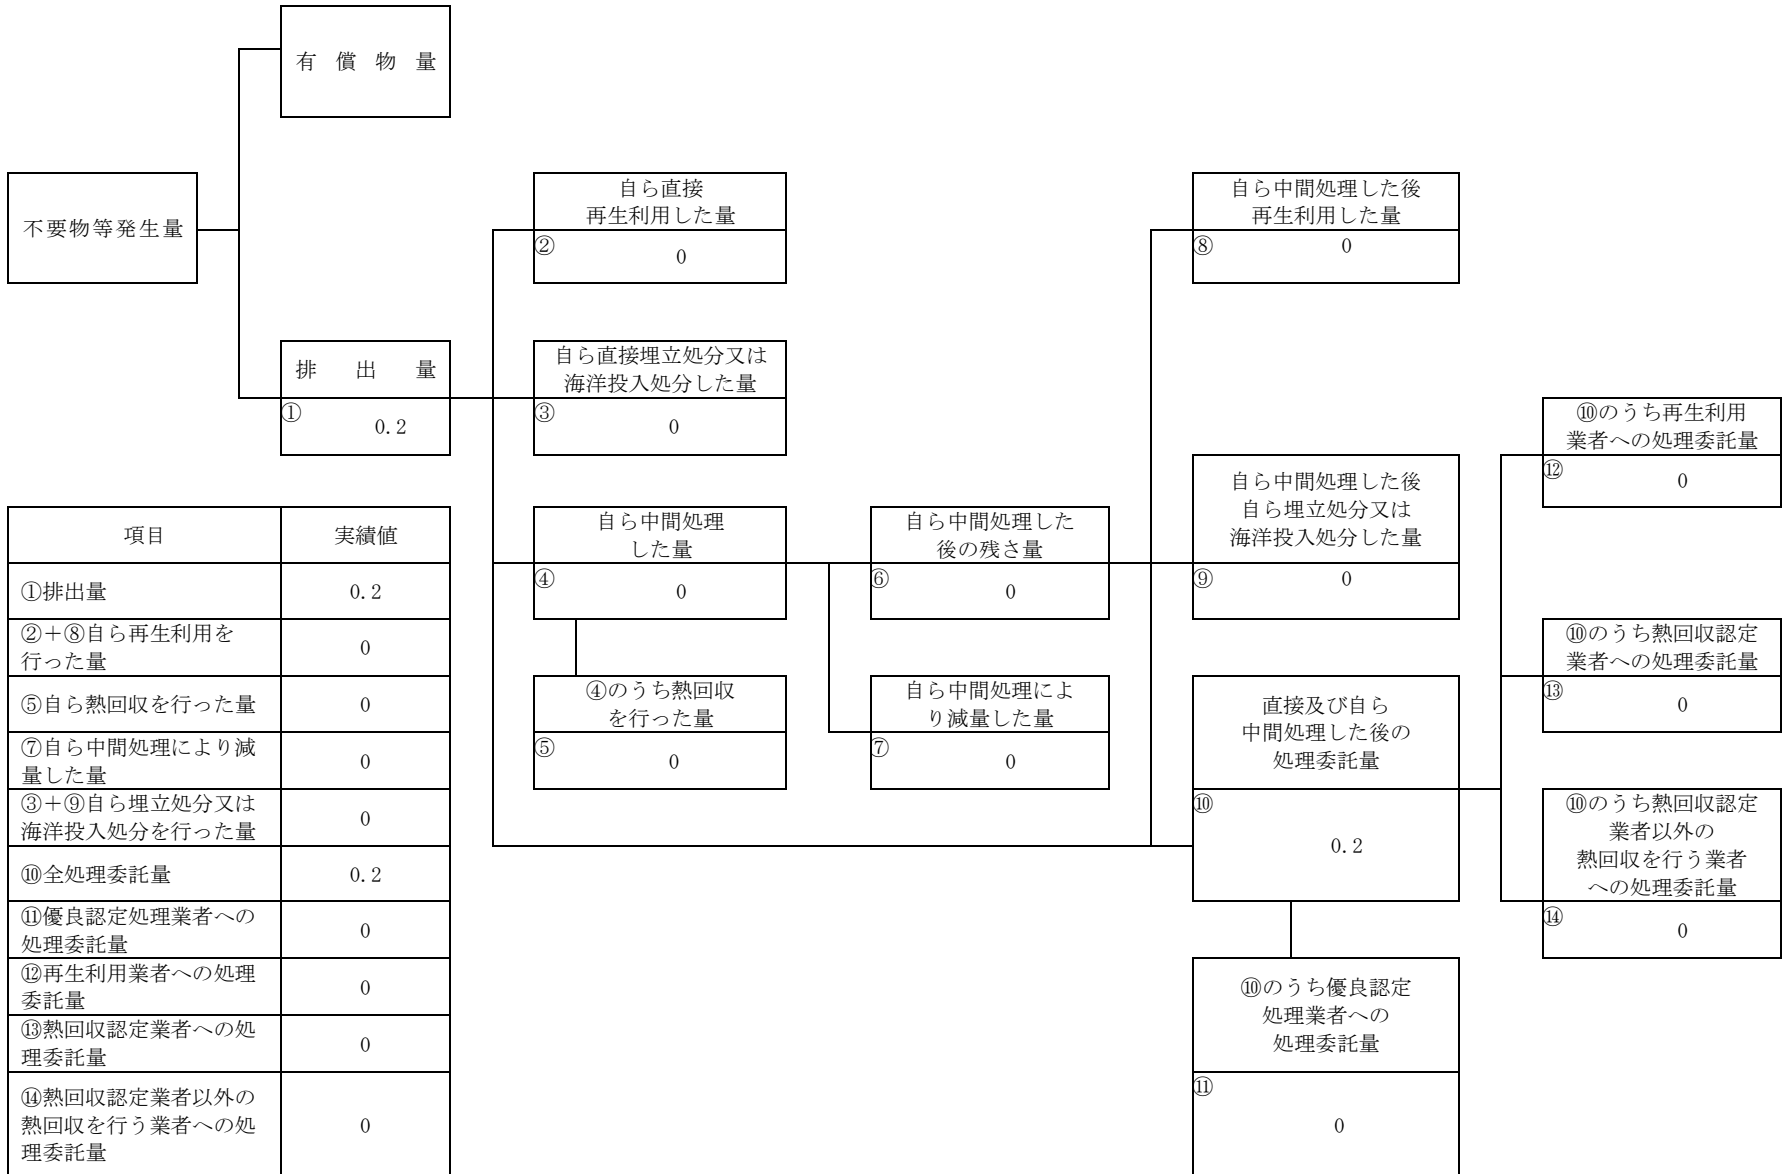 有 償 物 量
不要物等発生量
自ら直接
再生利用した量
②
0
自ら中間処理した後
再生利用した量
⑧
0
排 出 量
①
0.2
自ら直接埋立処分又は
海洋投入処分した量
③
0
⑩のうち再生利用
業者への処理委託量
⑫
0
自ら中間処理した後
自ら埋立処分又は
海洋投入処分した量
⑨
0
自ら中間処理
した量
④
0
自ら中間処理した
後の残さ量
⑥
0
⑩のうち熱回収認定
業者への処理委託量
⑬
0
④のうち熱回収
を行った量
⑤
0
自ら中間処理によ
り減量した量
⑦
0
直接及び自ら
中間処理した後の
処理委託量
⑩
0.2
⑩のうち熱回収認定
業者以外の
熱回収を行う業者
への処理委託量
⑭
0
⑩のうち優良認定
処理業者への
処理委託量
⑪
0
項目 実績値
①排出量 0.2
②+⑧自ら再生利用を
行った量
0
⑤自ら熱回収を行った量 0
⑦自ら中間処理により減
量した量
0
③+⑨自ら埋立処分又は
海洋投入処分を行った量
0
⑩全処理委託量 0.2
⑪優良認定処理業者への
処理委託量
0
⑫再生利用業者への処理
委託量
0
⑬熱回収認定業者への処
理委託量
0
⑭熱回収認定業者以外の
熱回収を行う業者への処
理委託量
0